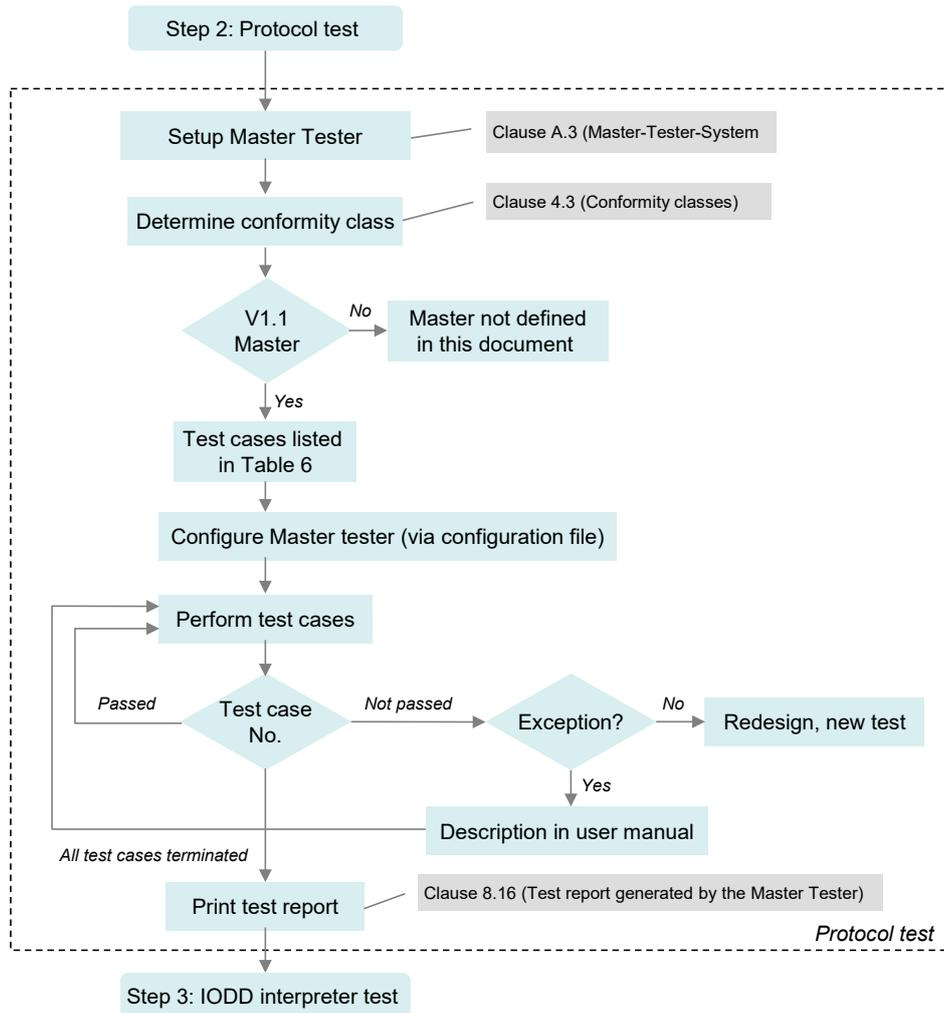 Step 2: Protocol test
Setup Master Tester
Clause A.3 (Master-Tester-System
Determine conformity class
Clause 4.3 (Conformity classes)
V1.1
Master
No
Master not defined
in this document
Yes
Test cases listed
in Table 6
Configure Master tester (via configuration file)
Perform test cases
Passed
Test case
No.
Not passed
Exception?
No
Redesign, new test
Yes
Description in user manual
All test cases terminated
Print test report
Clause 8.16 (Test report generated by the Master Tester)
Protocol test
Step 3: IODD interpreter test